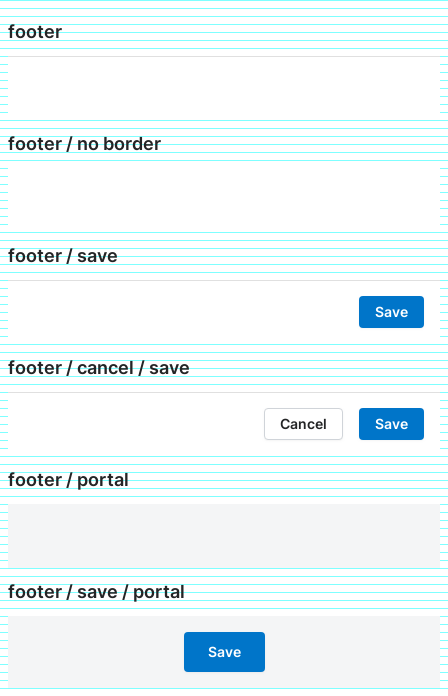 footer
footer / no border
footer / save
Save
footer / cancel / save
Cancel Save
footer / portal
footer / save / portal
Save